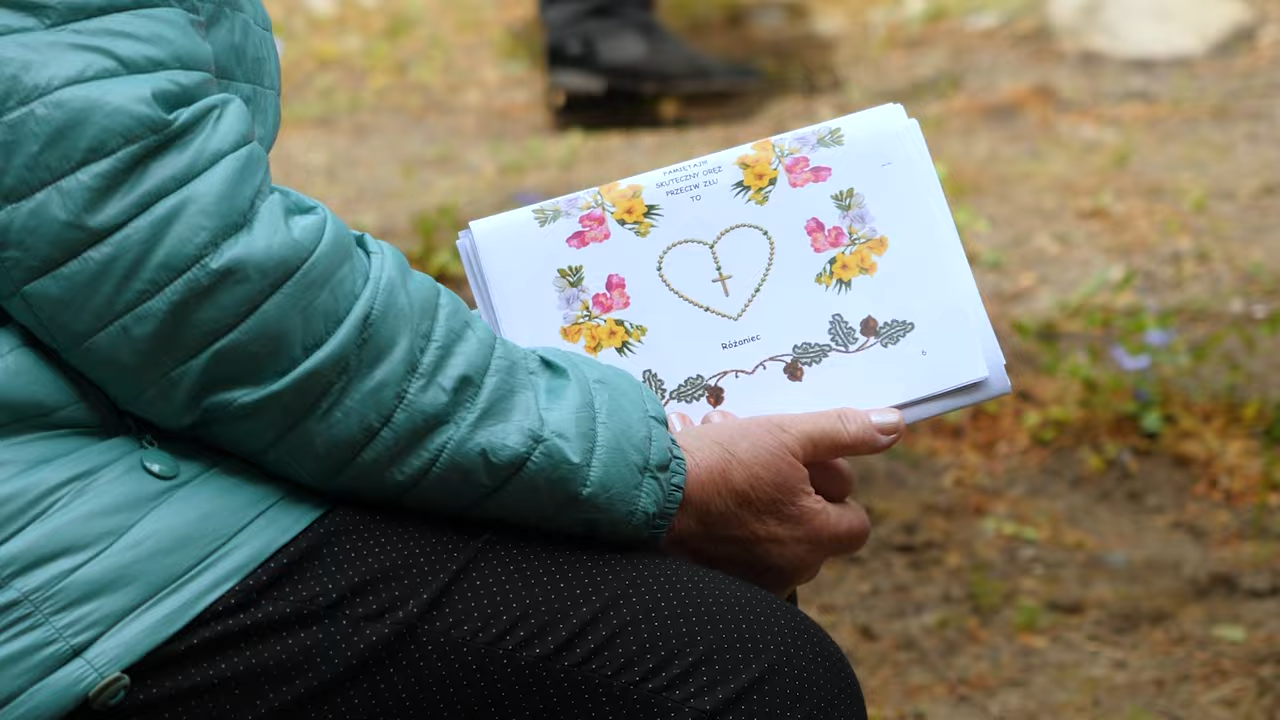 PAMIĘTAJ!!!
SKUTECZNY ORĘŻ
PRZECIW ZŁU
TO
Różaniec
6